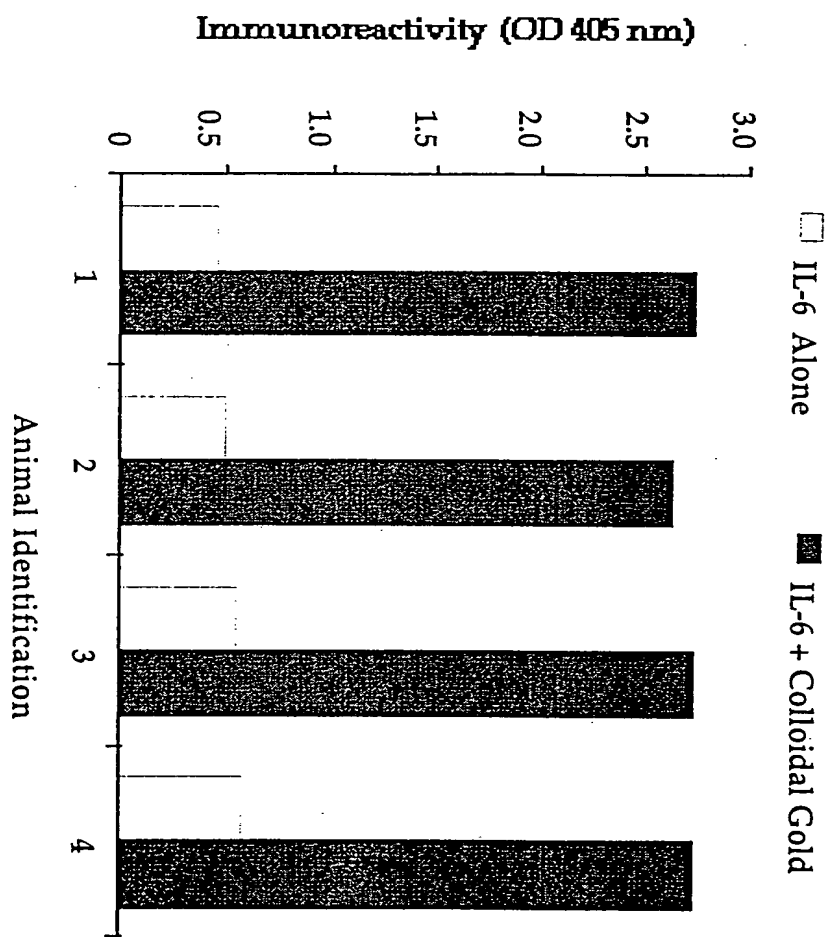 Immunoreactivity (OD 405 nm)
3.0
2.5
2.0
1.5
1.0
0.5
0
IL-6 Alone
IL-6 + Colloidal Gold
1
2
3
4
Animal Identification